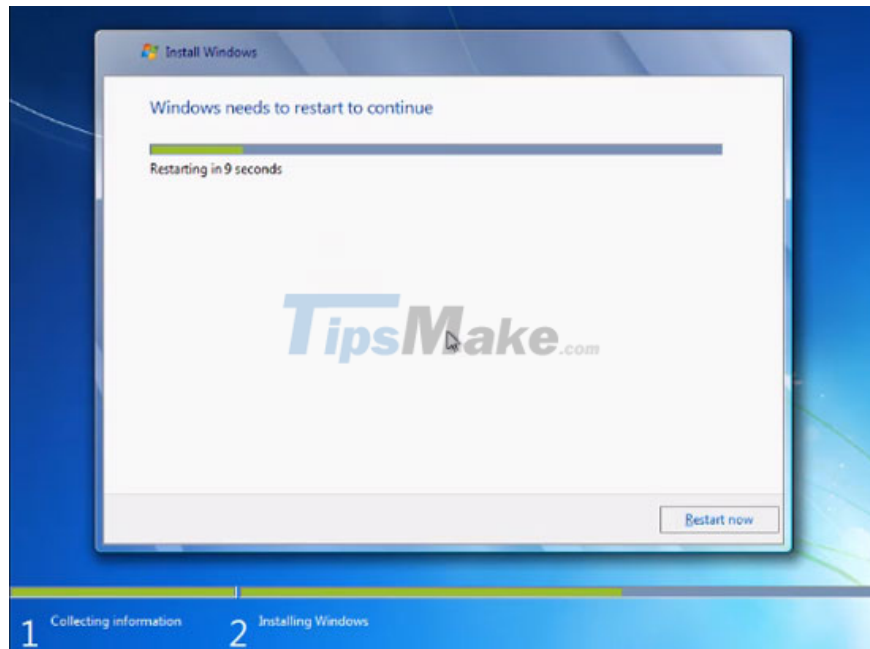 Install Windows
Windows needs to restart to continue
Restarting in 9 seconds
TipsMake.com
Restart now
1 Collecting information
2 Installing Windows